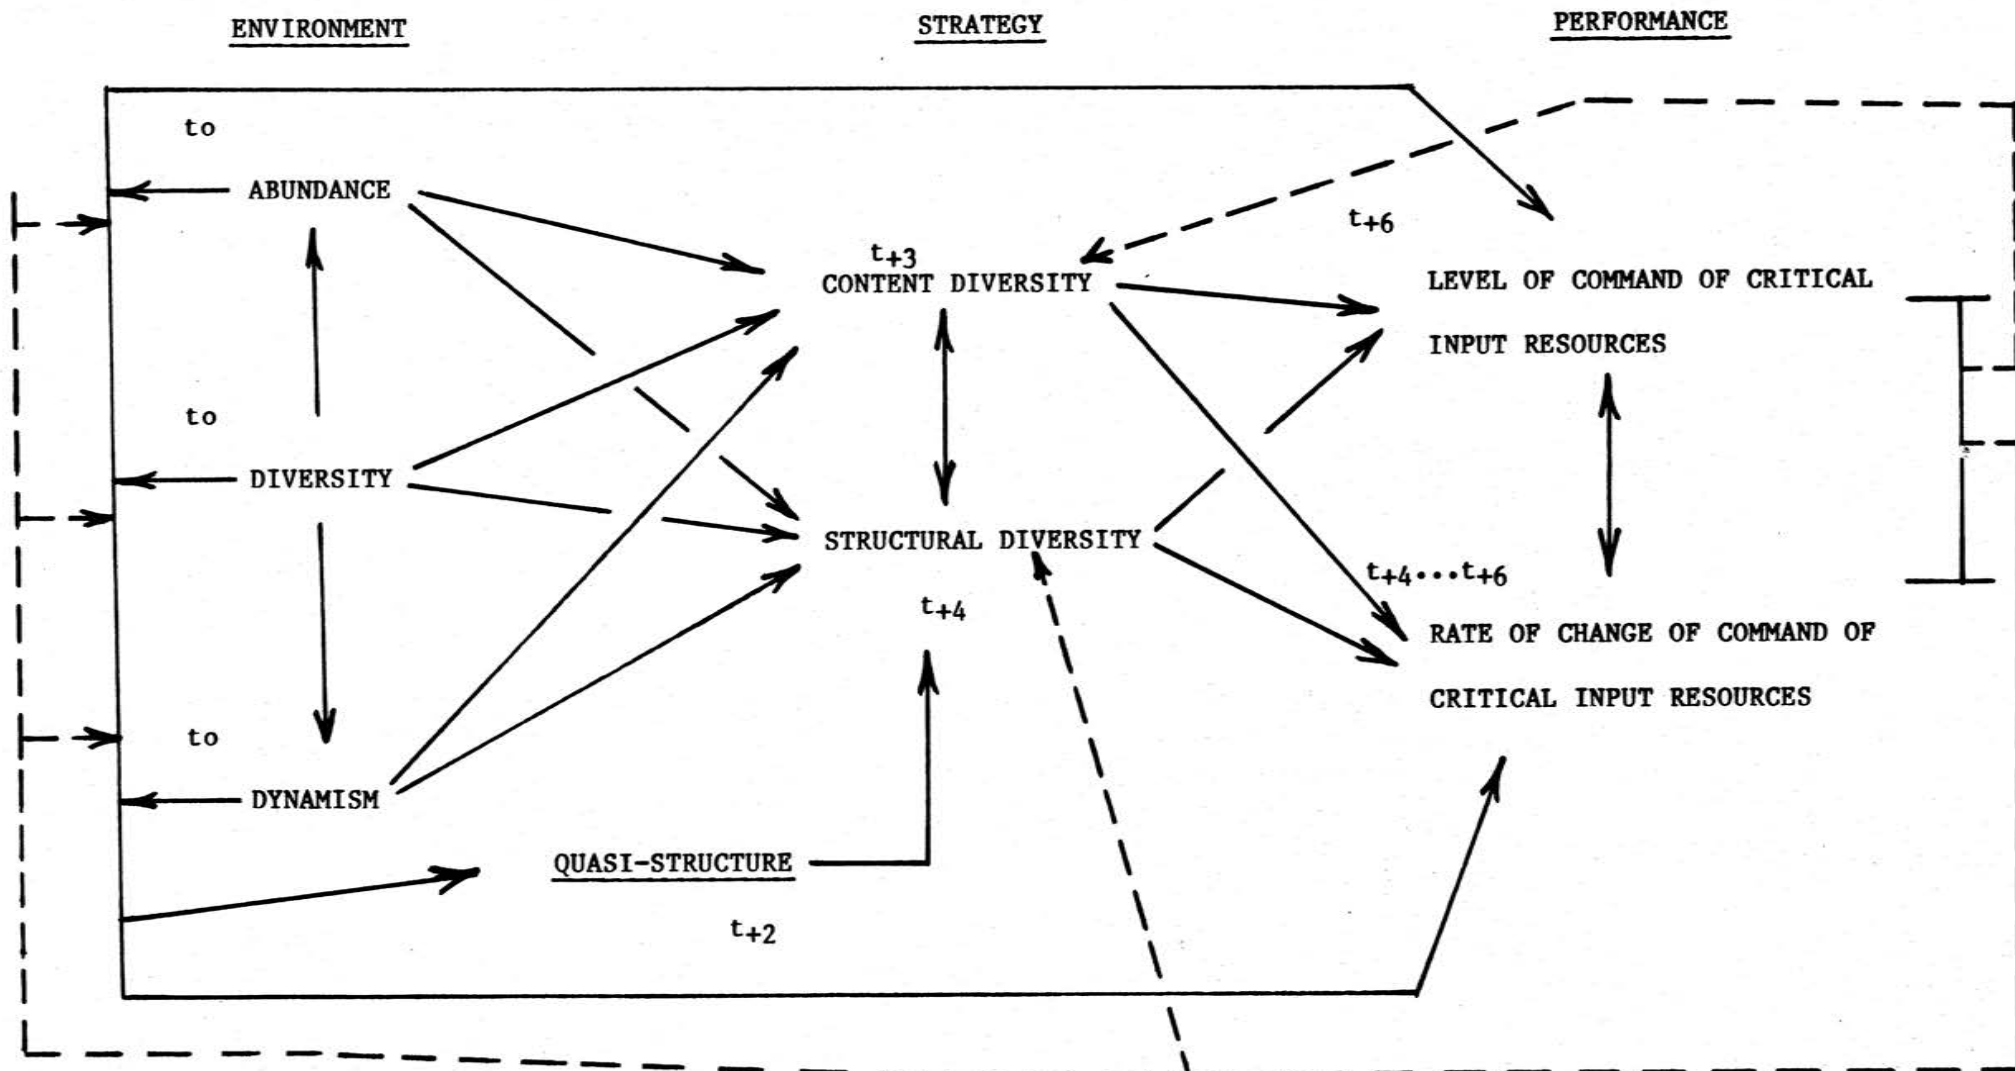 ENVIRONMENT
STRATEGY
PERFORMANCE
to
ABUNDANCE
t+6
t+3
CONTENT DIVERSITY
LEVEL OF COMMAND OF CRITICAL
INPUT RESOURCES
to
DIVERSITY
STRUCTURAL DIVERSITY
t+4...t+6
t+4
RATE OF CHANGE OF COMMAND OF
CRITICAL INPUT RESOURCES
to
DYNAMISM
QUASI-STRUCTURE
t+2